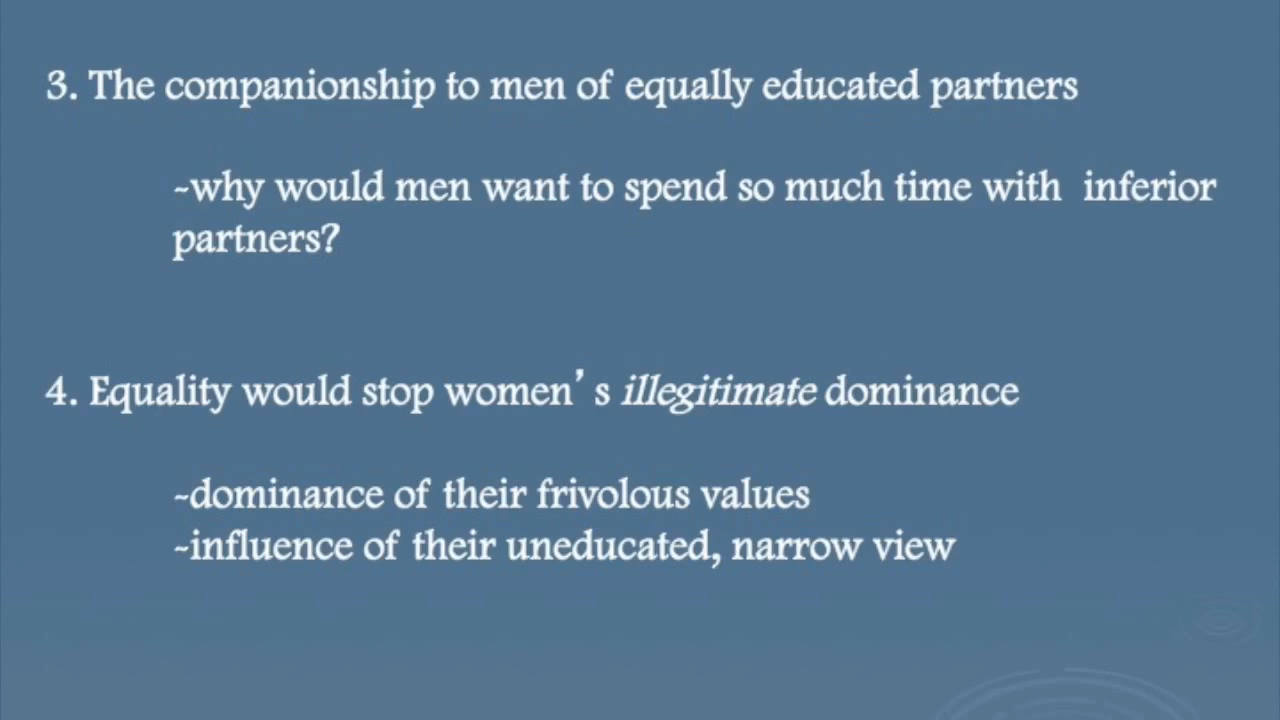 3. The companionship to men of equally educated partners
-why would men want to spend so much time with inferior
partners?
4. Equality would stop women’s illegitimate dominance
-dominance of their frivolous values
-influence of their uneducated, narrow view